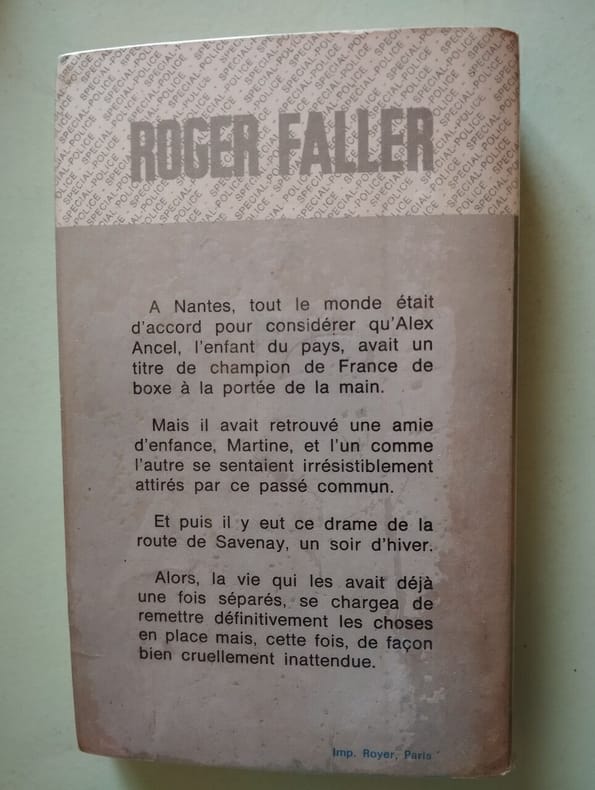 SPECIAL-POLICE
ROGER FALLER
A Nantes, tout le monde était
d'accord pour considérer qu'Alex
Ancel, l'enfant du pays, avait un
titre de champion de France de
boxe à la portée de la main.
Mais il avait retrouvé une amie
d'enfance, Martine, et l'un comme
l'autre se sentaient irrésistiblement
attirés par ce passé commun.
Et puis il y eut ce drame de la
route de Savenay, un soir d'hiver.
Alors, la vie qui les avait déjà
une fois séparés, se chargea de
remettre définitivement les choses
en place mais, cette fois, de façon
bien cruellement inattendue.
Imp. Royer, Paris